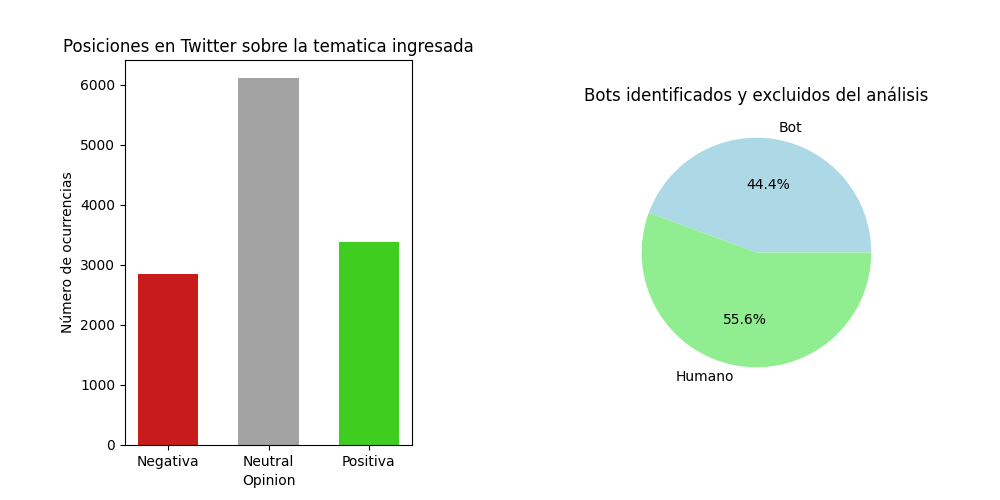 Posiciones en Twitter sobre la tematica ingresada
Número de ocurrencias
6000
5000
4000
3000
2000
1000
0
Negativa
Neutral
Positiva
Opinion
Bots identificados y excluidos del análisis
Bot
44.4%
55.6%
Humano